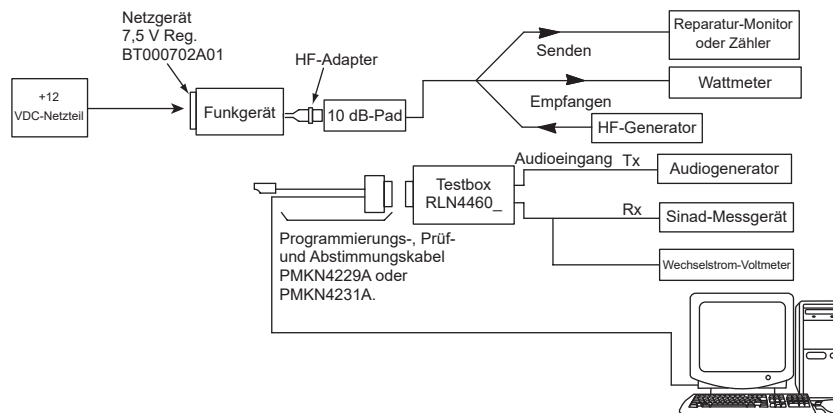 Netzgerät
7,5 V Reg.
BT000702A01
HF-Adapter
+12
VDC-Netzteil
Funkgerät
10 dB-Pad
Senden
Reparatur-Monitor
oder Zähler
Wattmeter
Empfangen
HF-Generator
Testbox
RLN4460_
Audioeingang
Tx
Audiogenerator
Rx
Sinad-Messgerät
Wechselstrom-Voltmeter
Programmierungs-, Prüf-
und Abstimmungskabel
PMKN4229A oder
PMKN4231A.